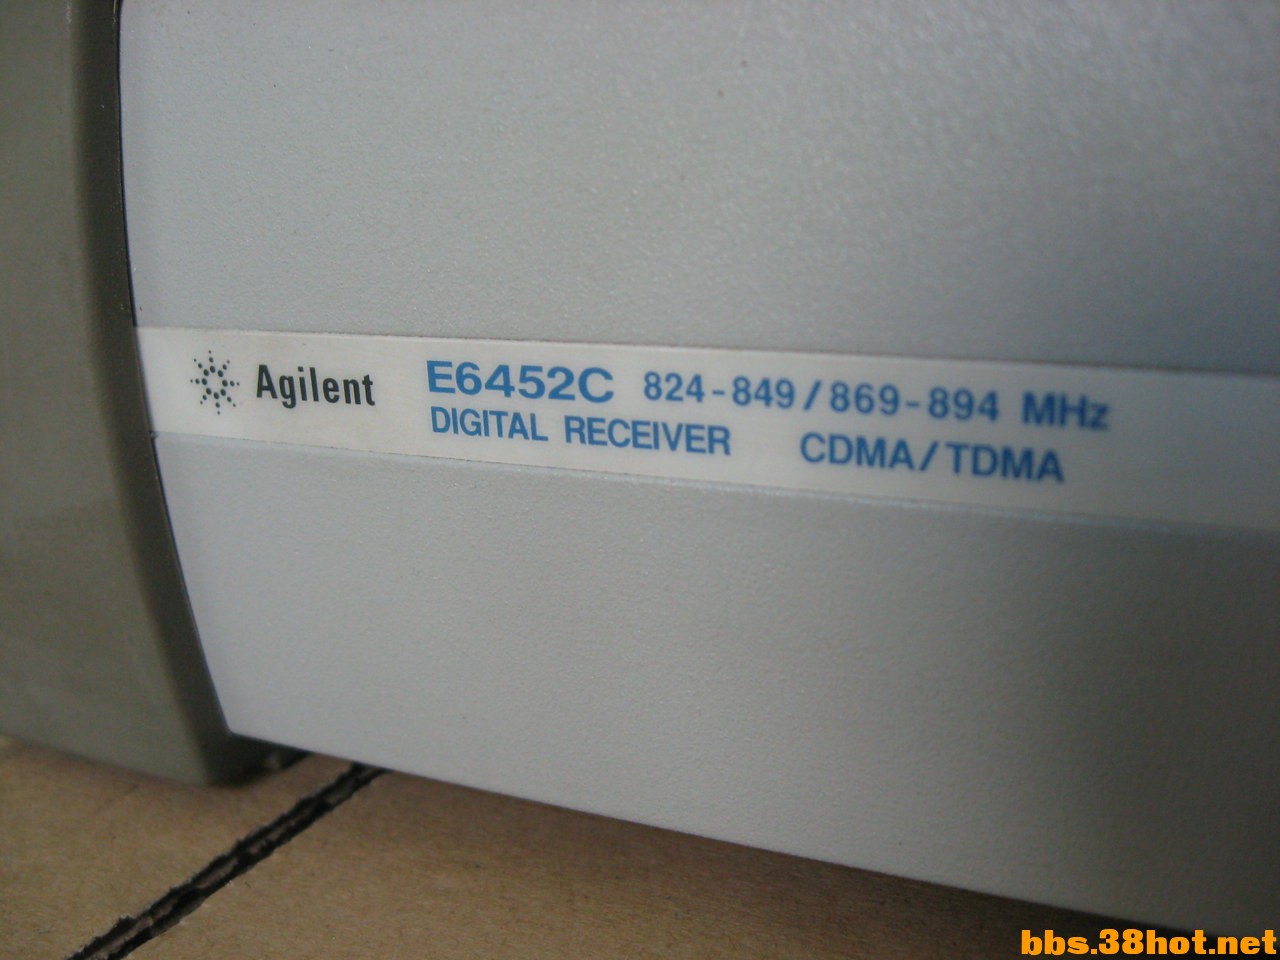 Agilent E6452C 824-849/869-894 MHz
DIGITAL RECEIVER CDMA/TDMA
bbs.38hot.net